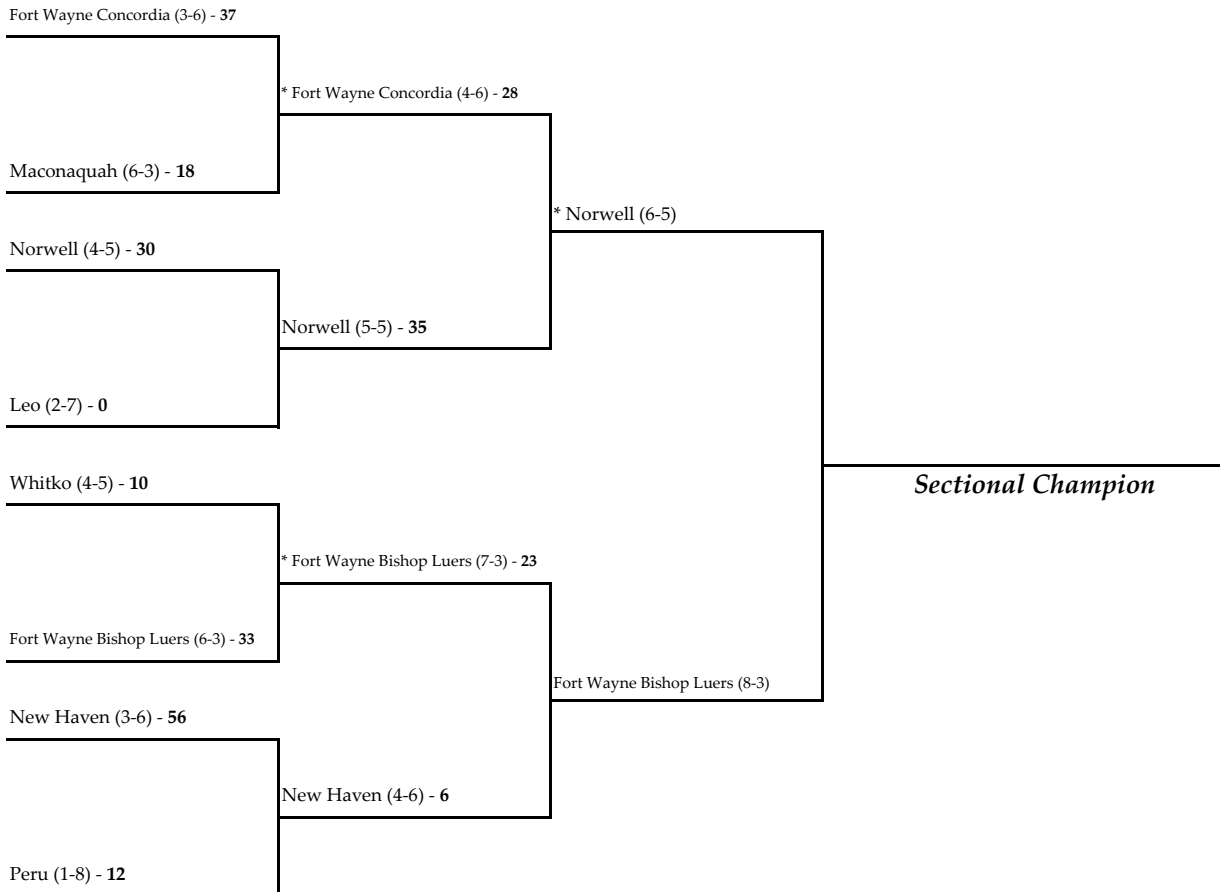 Fort Wayne Concordia (3-6) - 37
* Fort Wayne Concordia (4-6) - 28
Maconaquah (6-3) - 18
* Norwell (6-5)
Norwell (4-5) - 30
Norwell (5-5) - 35
Leo (2-7) - 0
Whitko (4-5) - 10
Sectional Champion
* Fort Wayne Bishop Luers (7-3) - 23
Fort Wayne Bishop Luers (6-3) - 33
Fort Wayne Bishop Luers (8-3)
New Haven (3-6) - 56
New Haven (4-6) - 6
Peru (1-8) - 12